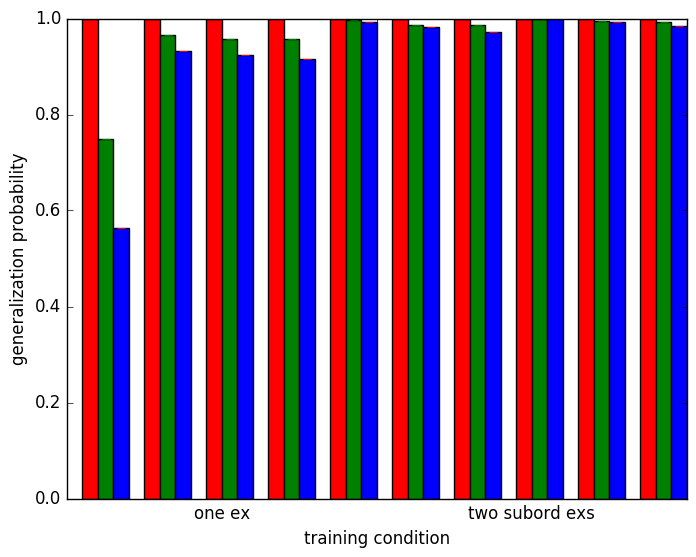 1.0
0.8
0.6
0.4
0.2
0.0
generalization probability
one ex
two subord exs
training condition